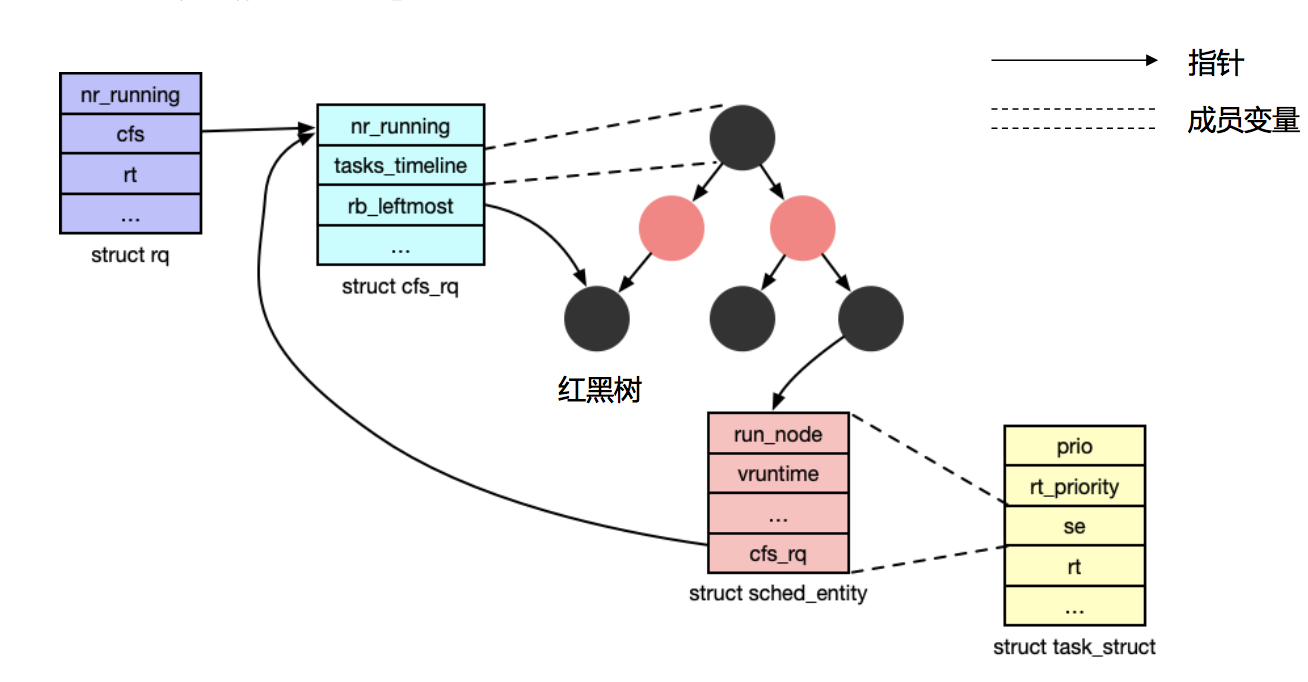 指针
成员变量
nr_running
cfs
rt
...
struct rq
nr_running
tasks_timeline
rb_leftmost
...
struct cfs_rq
红黑树
run_node
vruntime
...
cfs_rq
struct sched_entity
prio
rt_priority
se
rt
...
struct task_struct